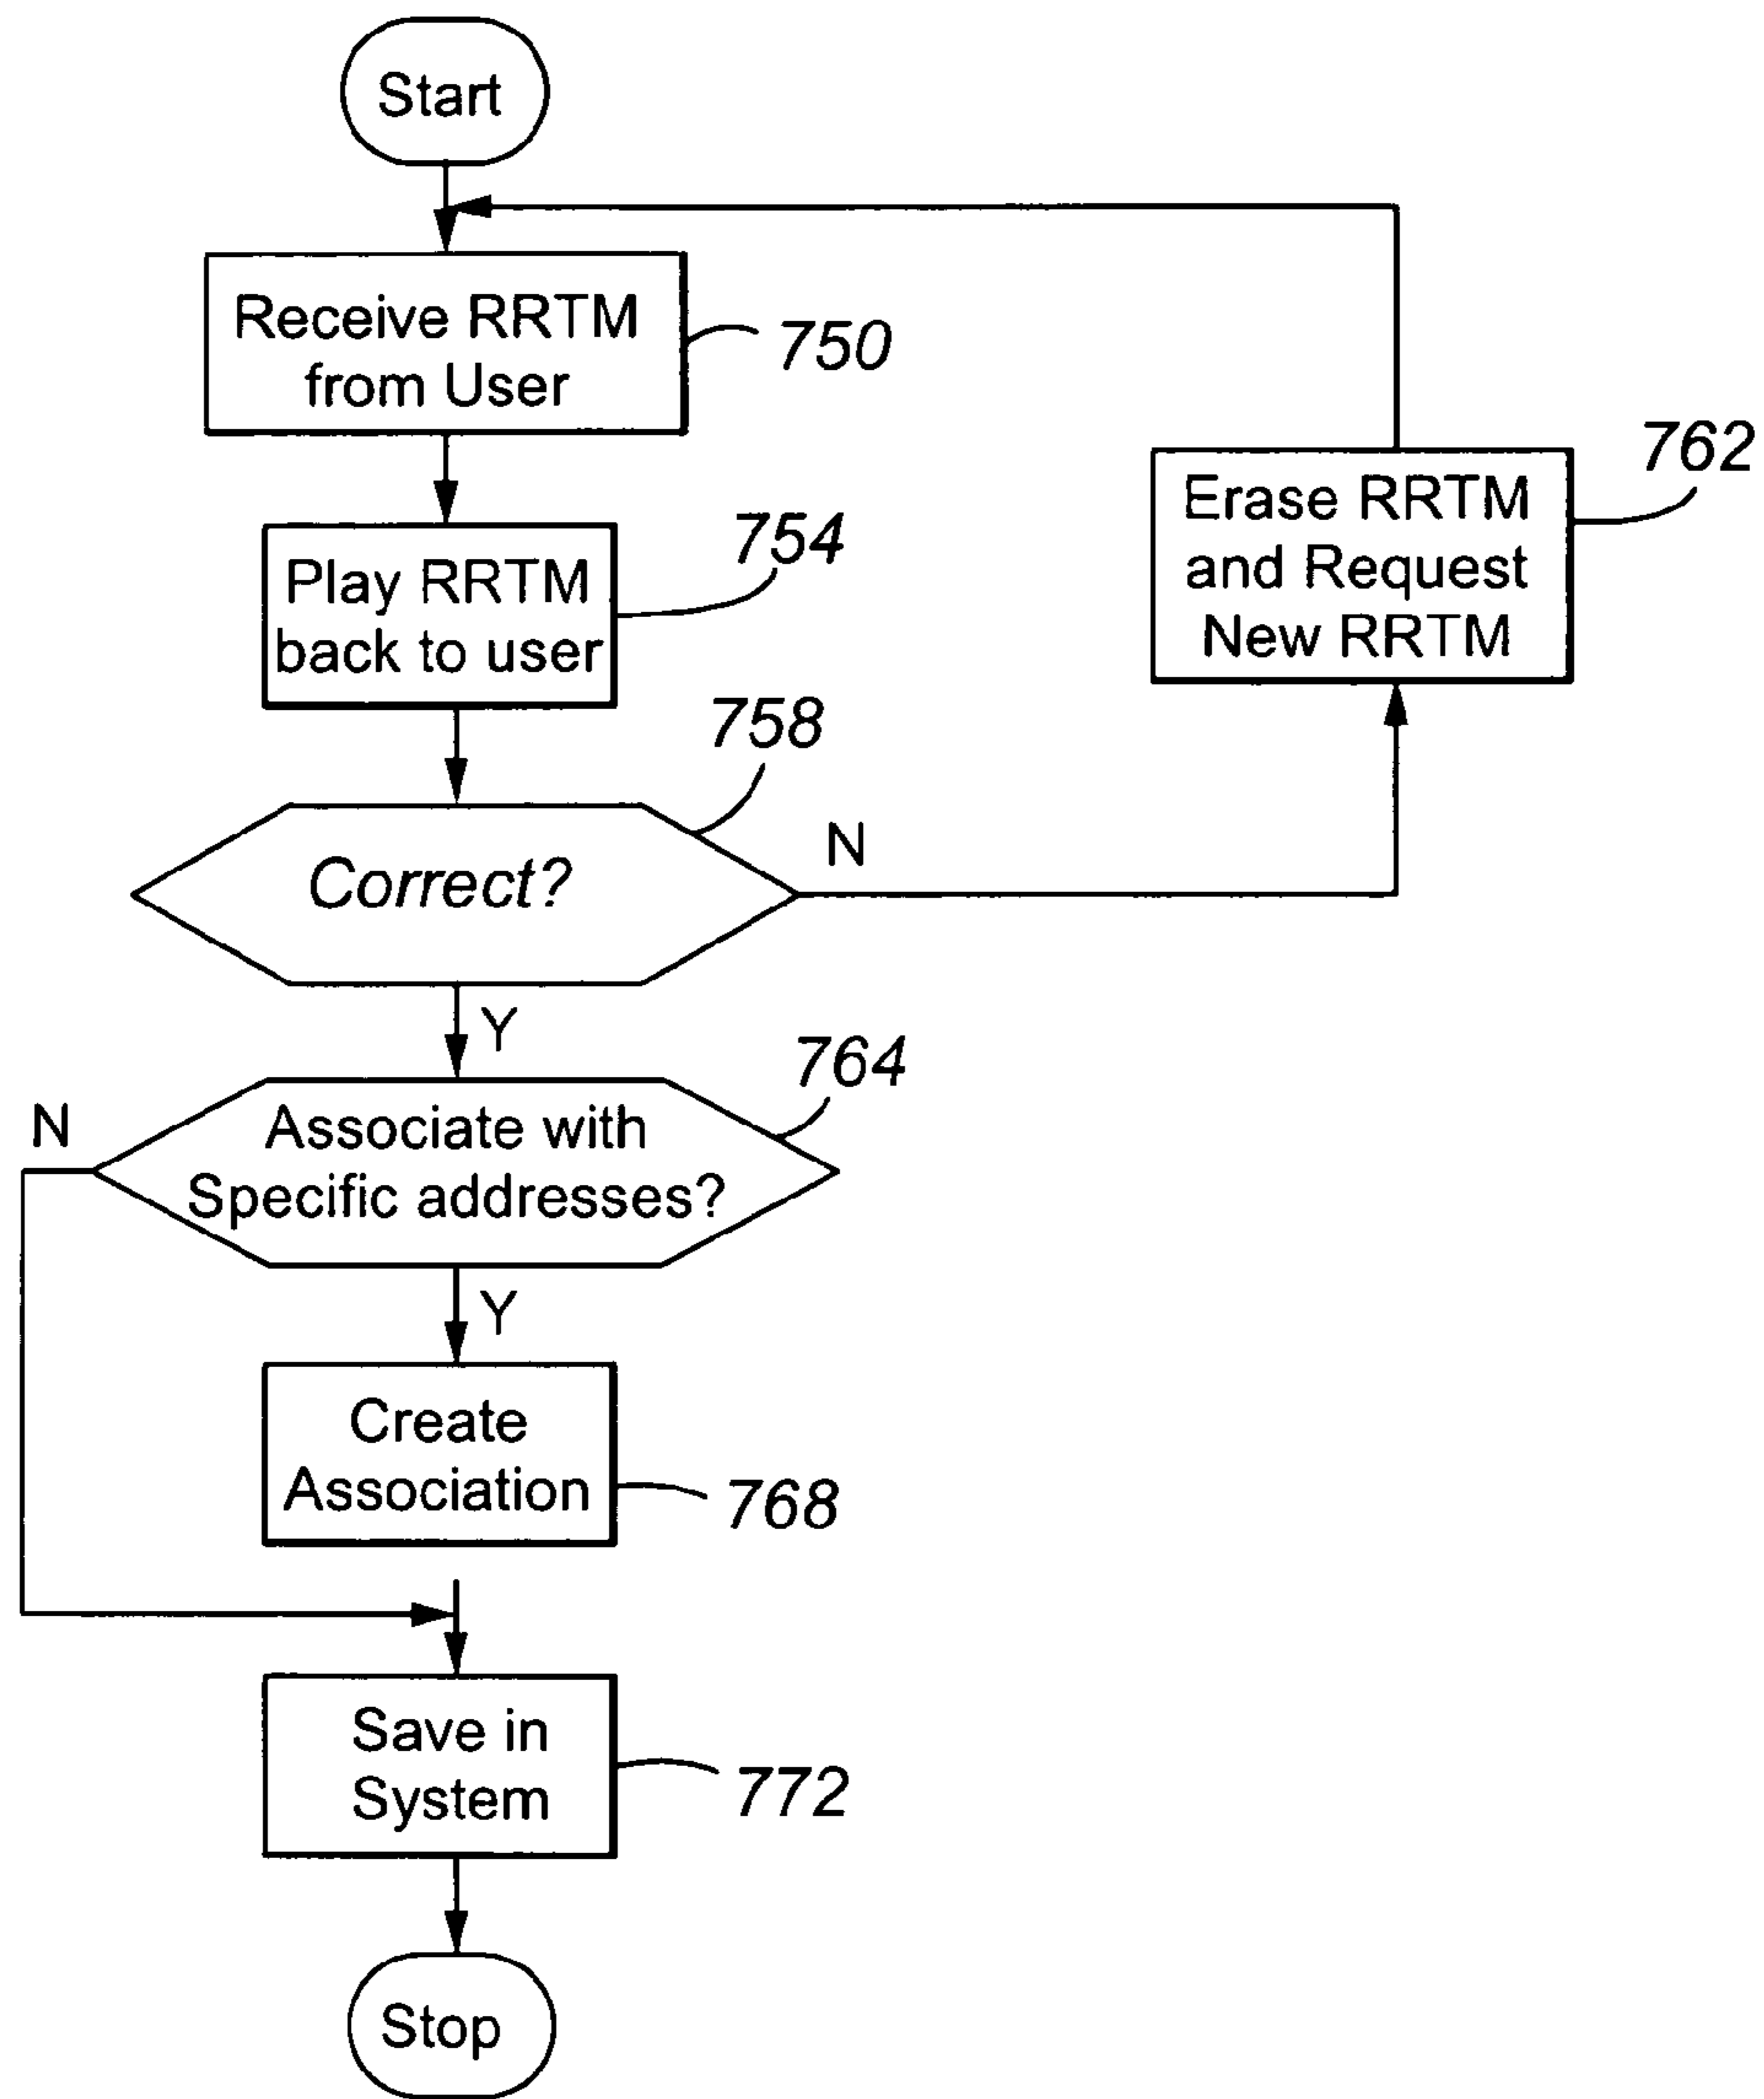 Start
Receive RRTM
from User
750
Play RRTM
back to user
754
Correct?
758
N
Erase RRTM
and Request
New RRTM
762
Y
Associate with
Specific addresses?
764
N
Y
Create
Association
768
Save in
System
772
Stop